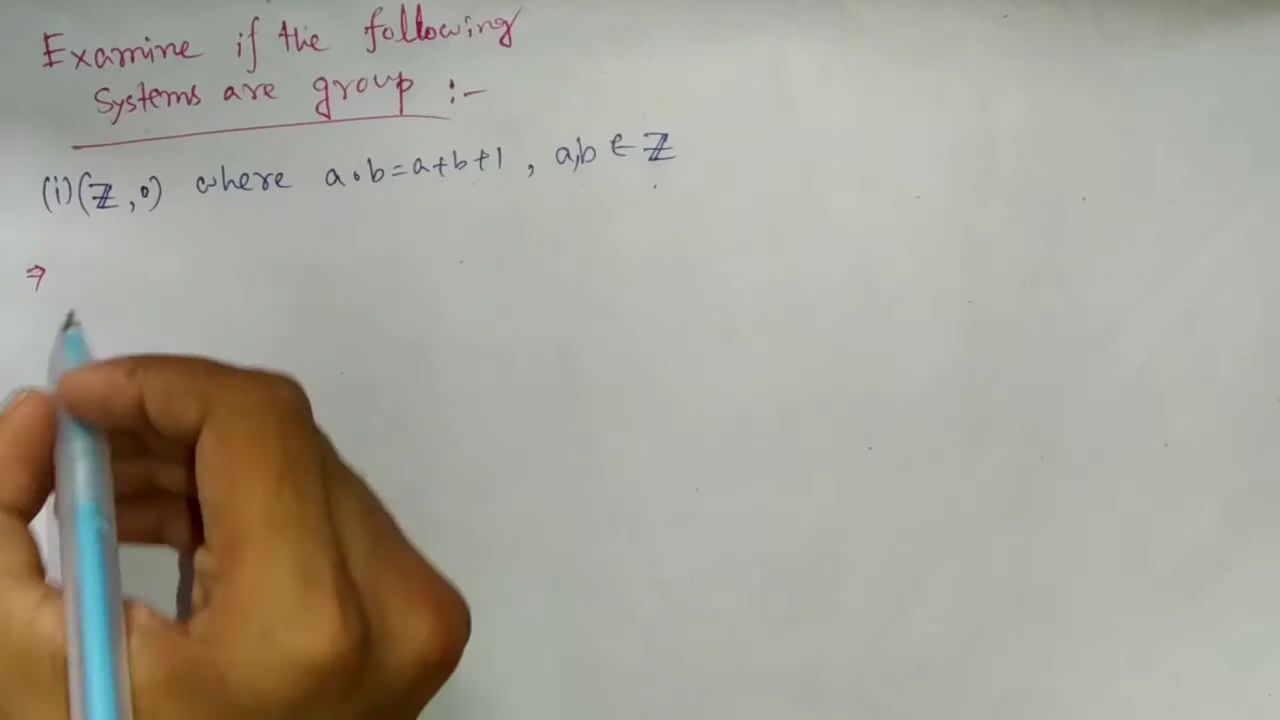 Examine if the following
Systems are group :-
(i) (ℤ, o) where a o b = a + b + 1 , a, b ∈ ℤ
⇒